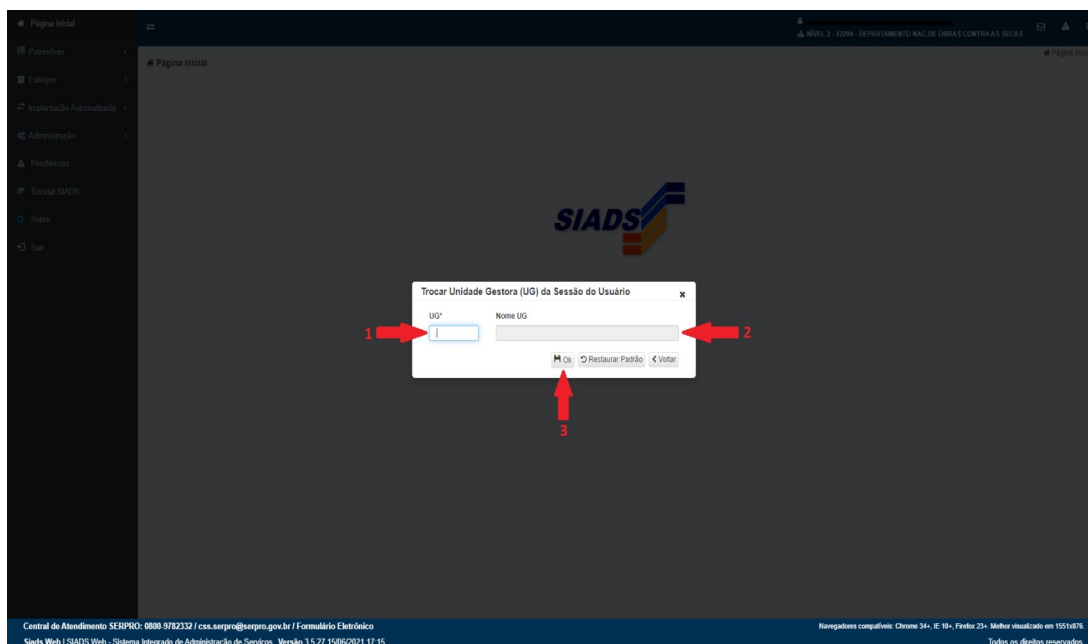 Página Inicial
NÍVEL 2 - 22204 - DEPARTAMENTO NAC.DE OBRAS CONTRA AS SECAS
Patrimônio
Página Inicial
Página Inicial
Estoque
Implantação Automatizada
Administração
Pendências
Tutorial SIADS
Sobre
Sair
SIADS
Trocar Unidade Gestora (UG) da Sessão do Usuário x
UG* Nome UG
1 2
Ok Restaurar Padrão Voltar
3
Central de Atendimento SERPRO: 0800-9782332 / css.serpro@serpro.gov.br / Formulário Eletrônico
Navegadores compatíveis: Chrome 34+, IE 10+, Firefox 23+. Melhor visualizado em 1551x876
Siads Web | SIADS Web - Sistema Integrado de Administração de Serviços Versão 3.5.27 15/06/2021 17:15
Todos os direitos reservados.